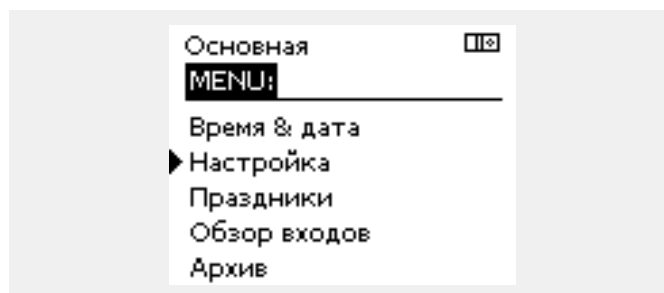 Основная
MENU:
Время & дата
Настройка
Праздники
Обзор входов
Архив